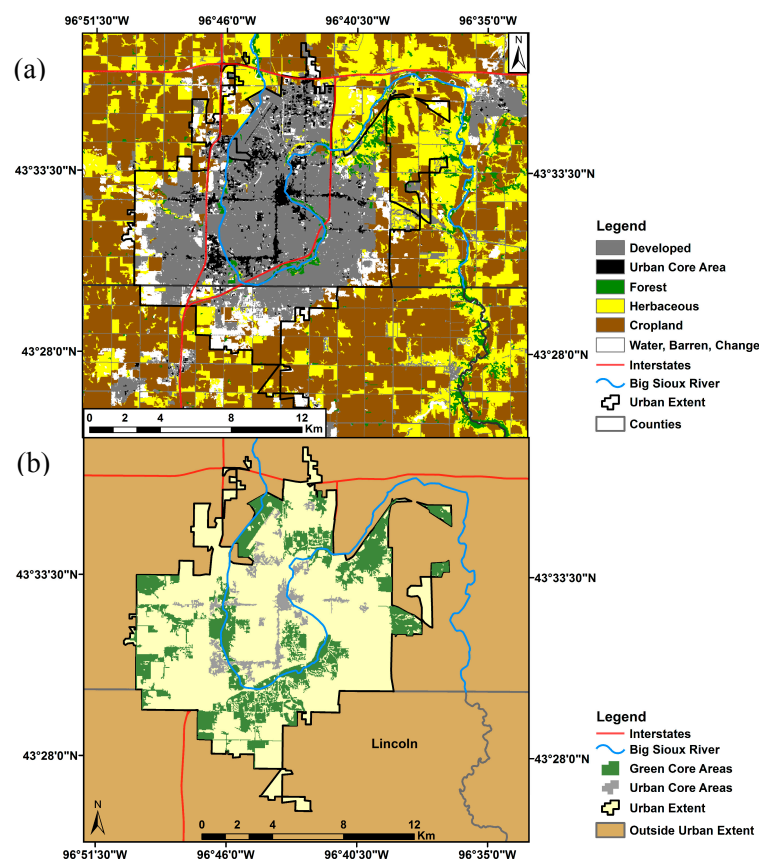 96°51'30"W 96°46'0"W 96°40'30"W 96°35'0"W
(a)
N
43°33'30"N 43°33'30"N
43°28'0"N 43°28'0"N
Legend
Developed
Urban Core Area
Forest
Herbaceous
Cropland
Water, Barren, Change
Interstates
Big Sioux River
Urban Extent
Counties
0 2 4 8 12
Km
(b)
43°33'30"N 43°33'30"N
43°28'0"N 43°28'0"N
Lincoln
Legend
Interstates
Big Sioux River
Green Core Areas
Urban Core Areas
Urban Extent
Outside Urban Extent
N
0 2 4 8 12
Km
96°51'30"W 96°46'0"W 96°40'30"W 96°35'0"W